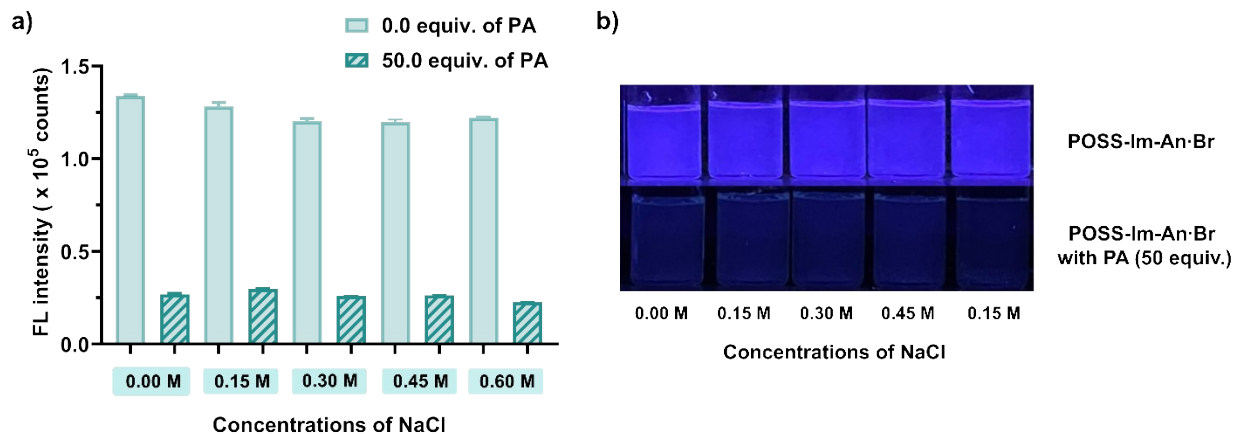 a)
0.0 equiv. of PA
50.0 equiv. of PA
FL intensity ( x 10⁵ counts)
1.5
1.0
0.5
0.0
0.00 M 0.15 M 0.30 M 0.45 M 0.60 M
Concentrations of NaCl
b)
POSS-Im-An·Br
POSS-Im-An·Br
with PA (50 equiv.)
0.00 M 0.15 M 0.30 M 0.45 M 0.15 M
Concentrations of NaCl